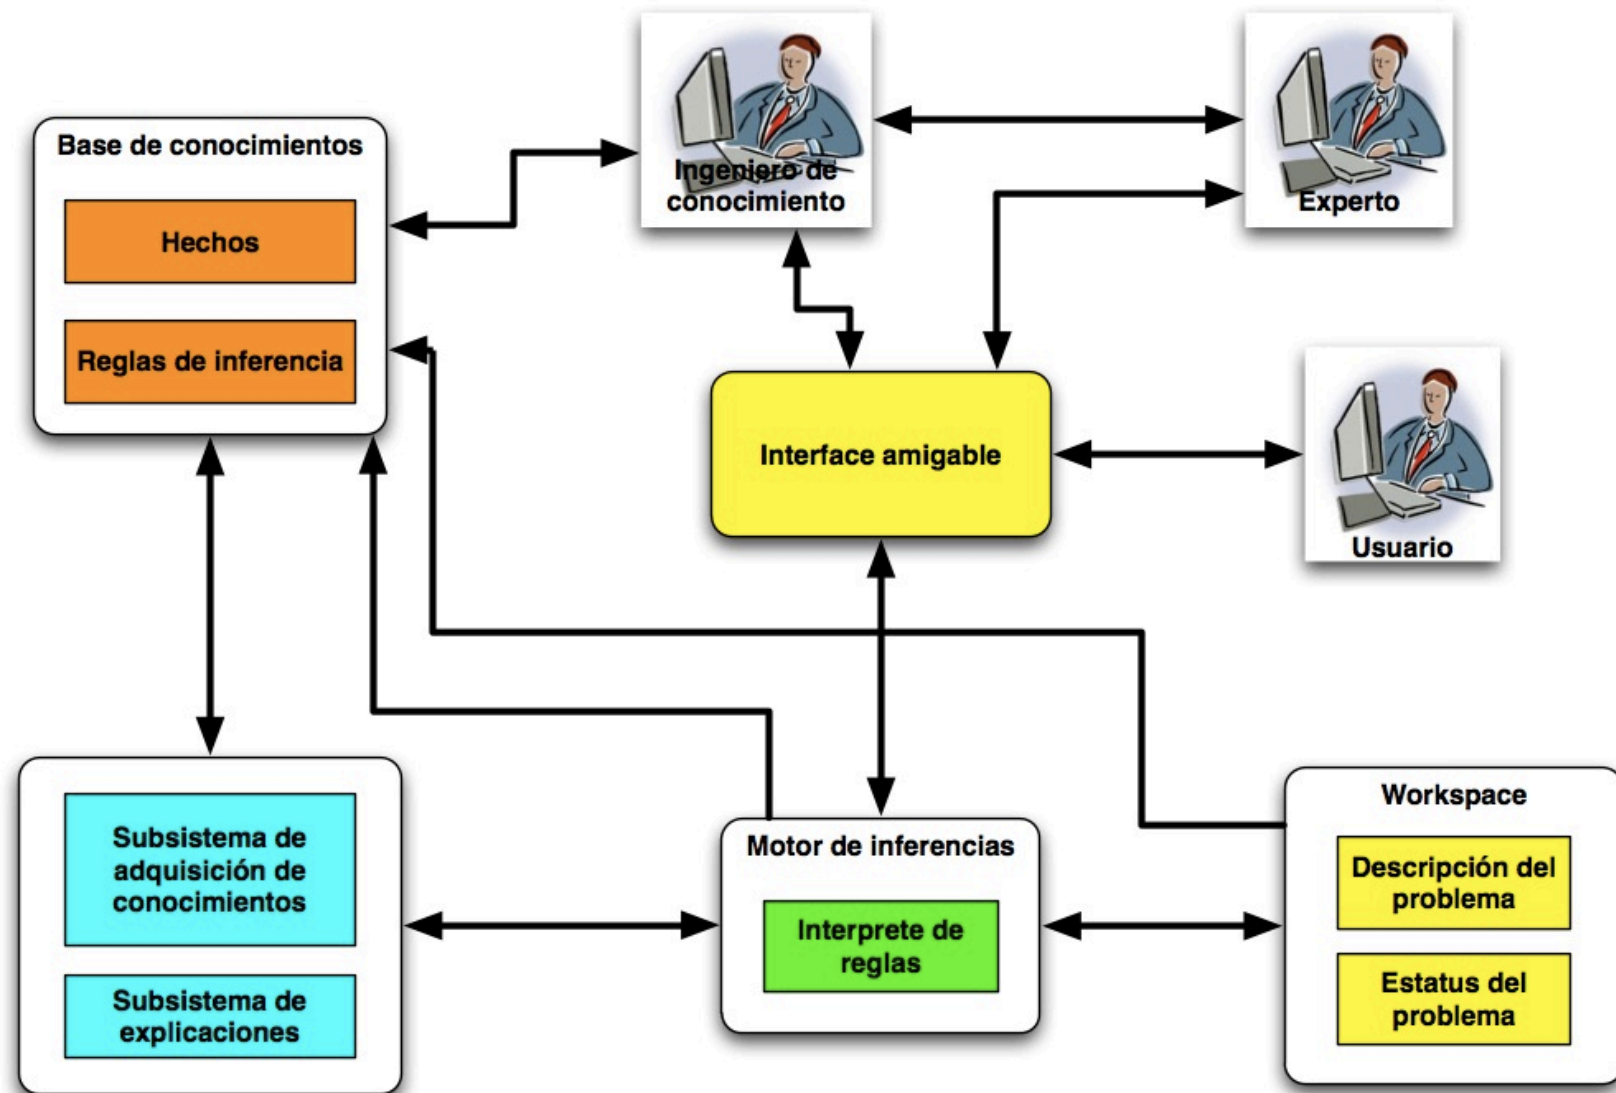 Ingeniero de
conocimiento
Experto
Base de conocimientos
Hechos
Reglas de inferencia
Interface amigable
Usuario
Subsistema de
adquisición de
conocimientos
Subsistema de
explicaciones
Motor de inferencias
Interprete de
reglas
Workspace
Descripción del
problema
Estatus del
problema